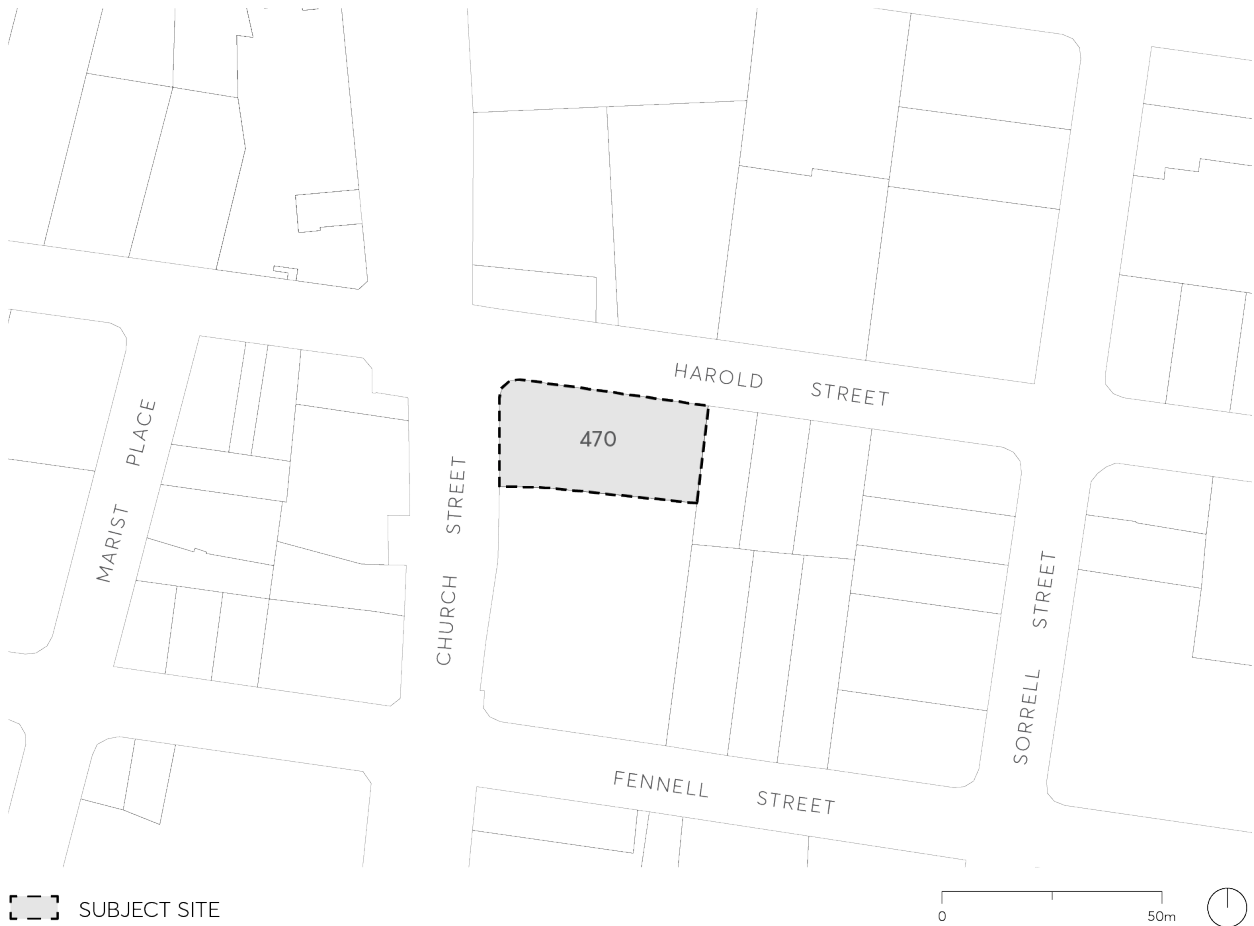 HAROLD STREET
470
MARIST PLACE
CHURCH STREET
SORRELL STREET
FENNELL STREET
SUBJECT SITE
0 50m